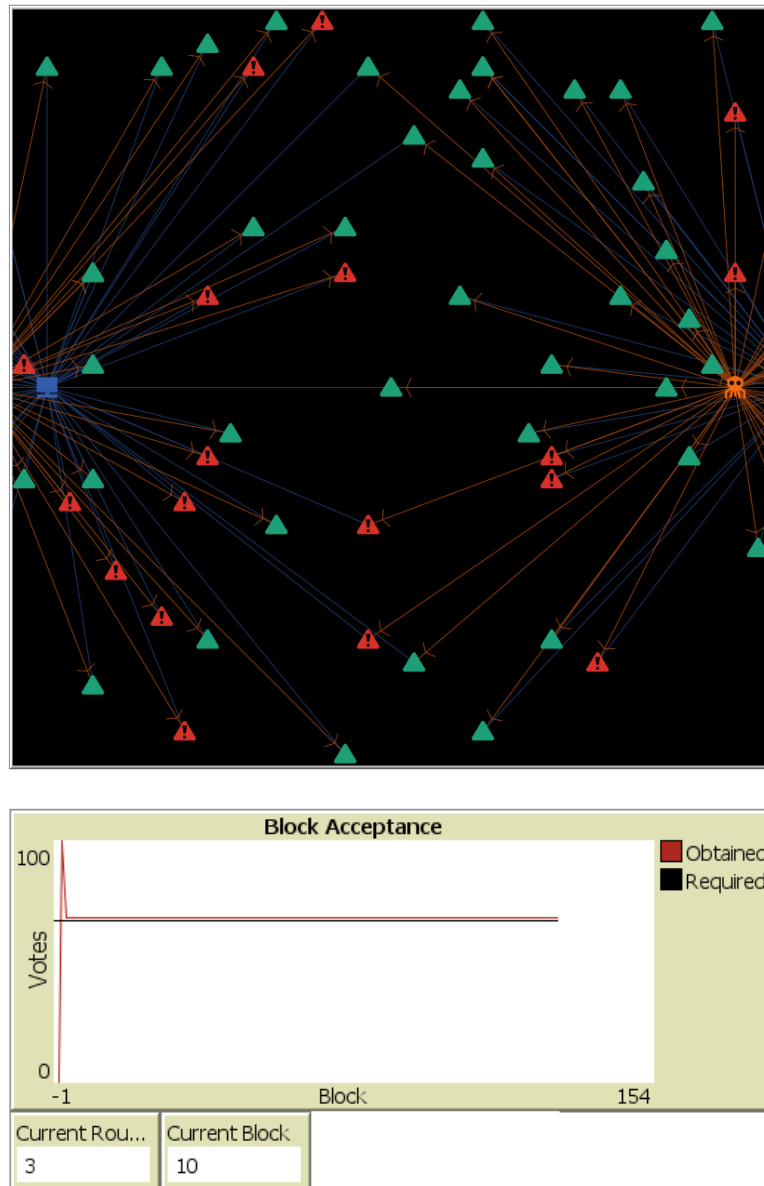 Block Acceptance
100
Votes
0
-1
Block
154
Obtained
Required
Current Rou...
3
Current Block
10